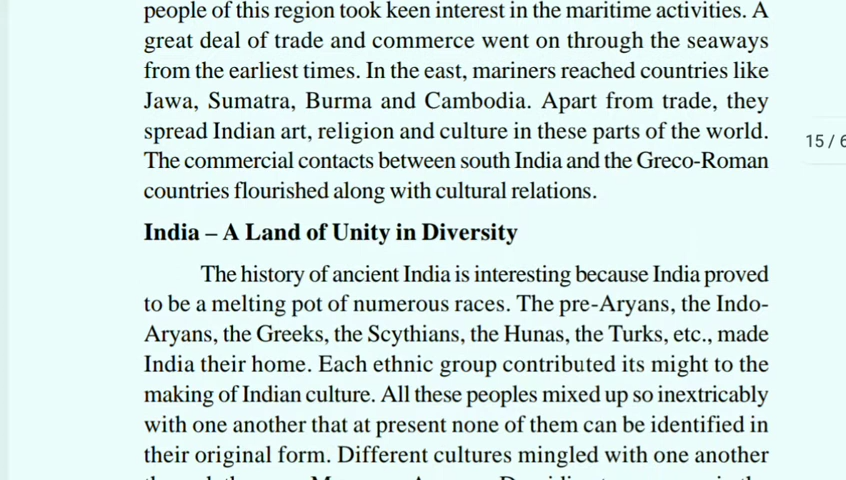 people of this region took keen interest in the maritime activities. A
great deal of trade and commerce went on through the seaways
from the earliest times. In the east, mariners reached countries like
Jawa, Sumatra, Burma and Cambodia. Apart from trade, they
spread Indian art, religion and culture in these parts of the world.
15 / 6
The commercial contacts between south India and the Greco-Roman
countries flourished along with cultural relations.
India – A Land of Unity in Diversity
The history of ancient India is interesting because India proved
to be a melting pot of numerous races. The pre-Aryans, the Indo-
Aryans, the Greeks, the Scythians, the Hunas, the Turks, etc., made
India their home. Each ethnic group contributed its might to the
making of Indian culture. All these peoples mixed up so inextricably
with one another that at present none of them can be identified in
their original form. Different cultures mingled with one another